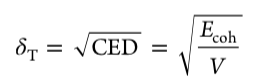 δ_T = √CED = √(E_coh / V)